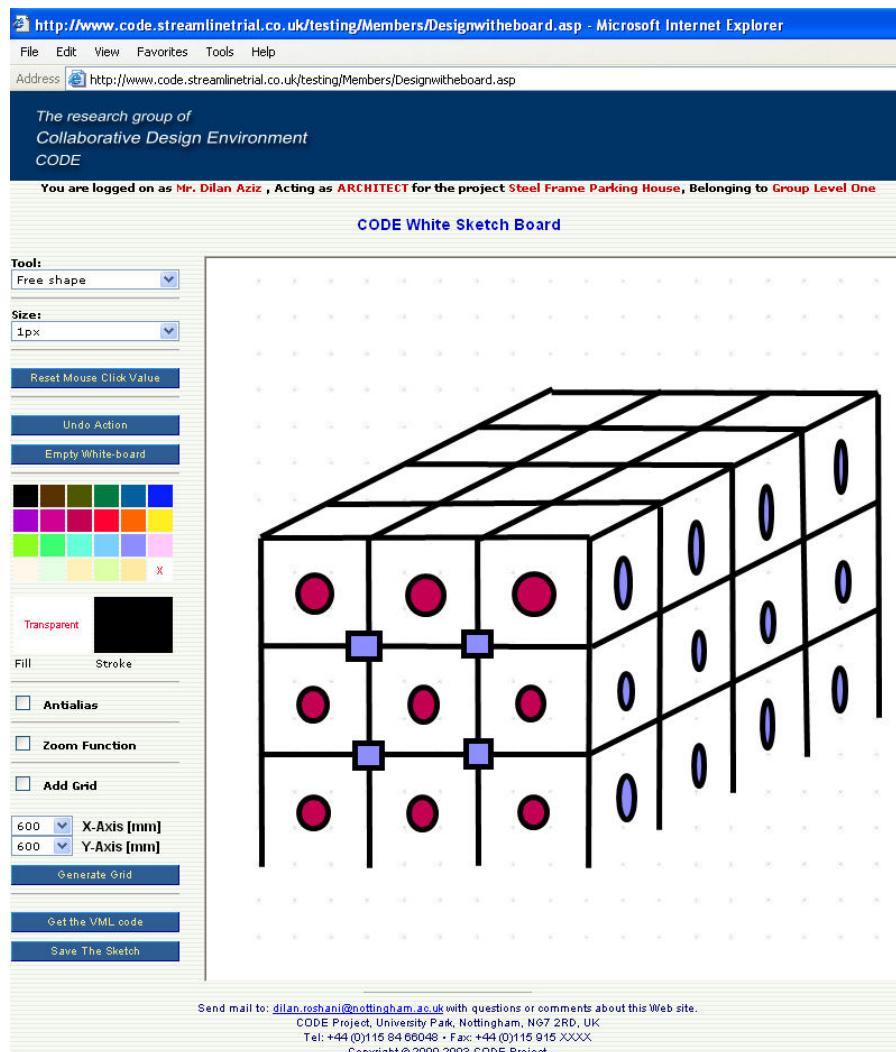 http://www.code.streamlinetrial.co.uk/testing/Members/Designwitheboard.asp - Microsoft Internet Explorer
File Edit View Favorites Tools Help
Address http://www.code.streamlinetrial.co.uk/testing/Members/Designwitheboard.asp
The research group of
Collaborative Design Environment
CODE
You are logged on as Mr. Dilan Aziz , Acting as ARCHITECT for the project Steel Frame Parking House, Belonging to Group Level One
CODE White Sketch Board
Tool:
Free shape
Size:
1px
Reset Mouse Click Value
Undo Action
Empty White-board
X
Transparent
Fill Stroke
Antialias
Zoom Function
Add Grid
600 X-Axis [mm]
600 Y-Axis [mm]
Generate Grid
Get the VML code
Save The Sketch
Send mail to: dilan.roshani@nottingham.ac.uk with questions or comments about this Web site.
CODE Project, University Park, Nottingham, NG7 2RD, UK
Tel: +44 (0)115 84 66048 • Fax: +44 (0)115 915 XXXX
Copyright © 2000-2003 CODE Project